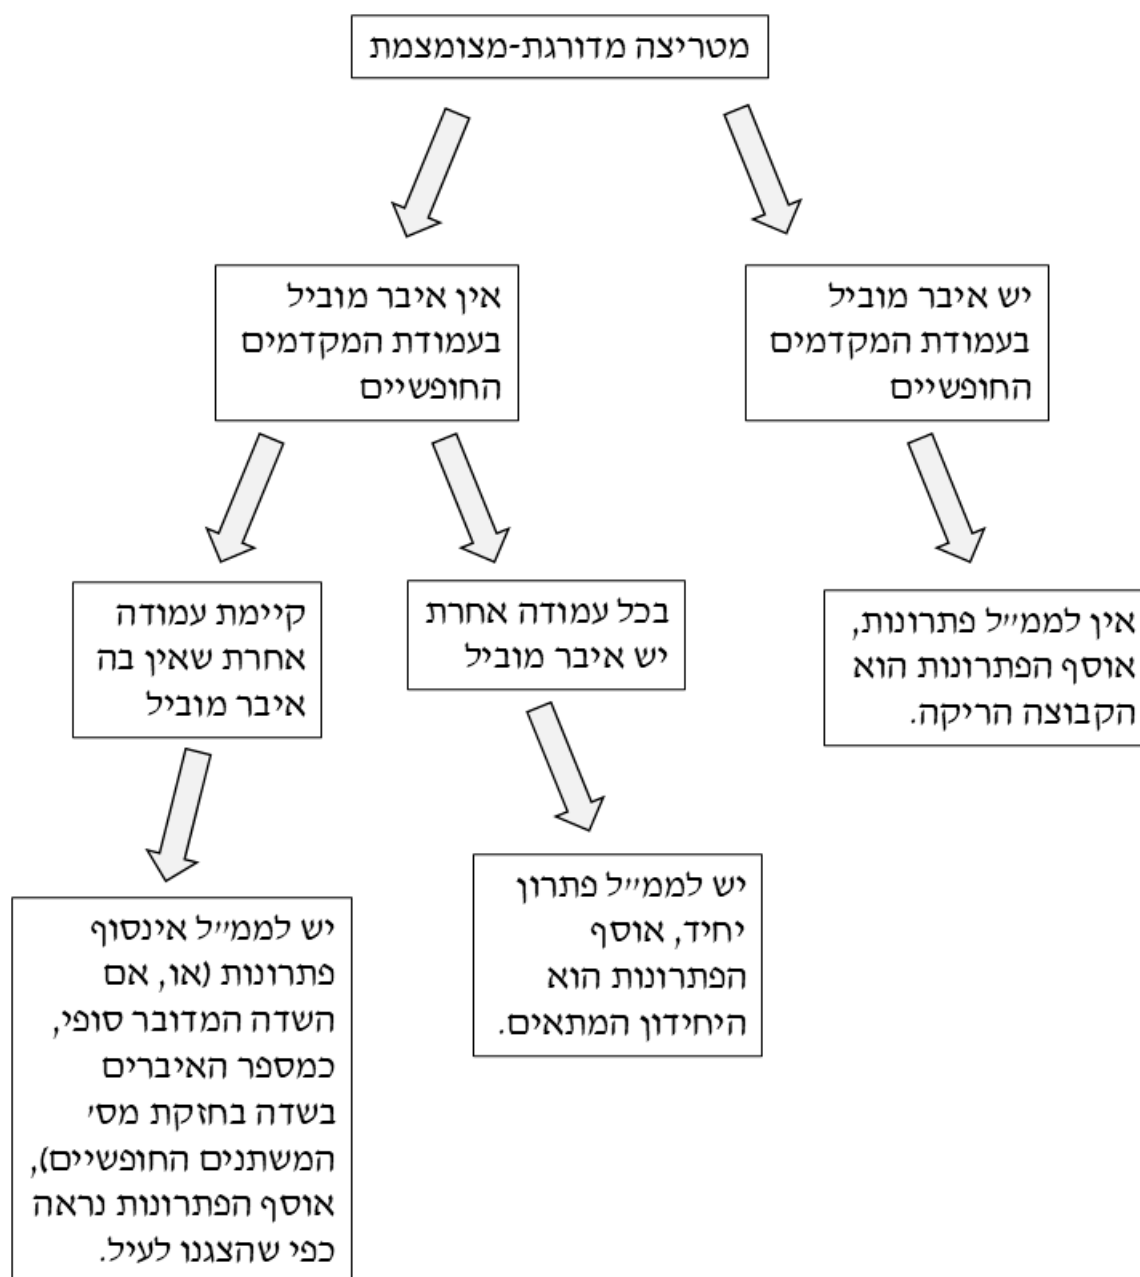 מטריצה מדורגת-מצומצמת
יש איבר מוביל
בעמודת המקדמים
החופשיים
אין איבר מוביל
בעמודת המקדמים
החופשיים
אין לממ״ל פתרונות,
אוסף הפתרונות הוא
הקבוצה הריקה.
בכל עמודה אחרת
יש איבר מוביל
קיימת עמודה
אחרת שאין בה
איבר מוביל
יש לממ״ל פתרון
יחיד, אוסף
הפתרונות הוא
היחידון המתאים.
יש לממ״ל אינסוף
פתרונות (או, אם
השדה המדובר סופי,
כמספר האיברים
בשדה בחזקת מס׳
המשתנים החופשיים),
אוסף הפתרונות נראה
כפי שהצגנו לעיל.